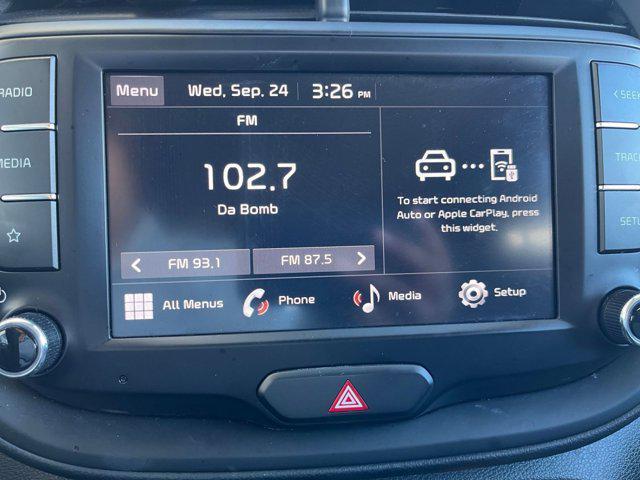 RADIO
MEDIA
Menu
Wed, Sep. 24
3:26 PM
FM
102.7
Da Bomb
< FM 93.1
FM 87.5 >
To start connecting Android
Auto or Apple CarPlay, press
this widget.
All Menus
Phone
Media
Setup
< SEEK
TRACK
SETU